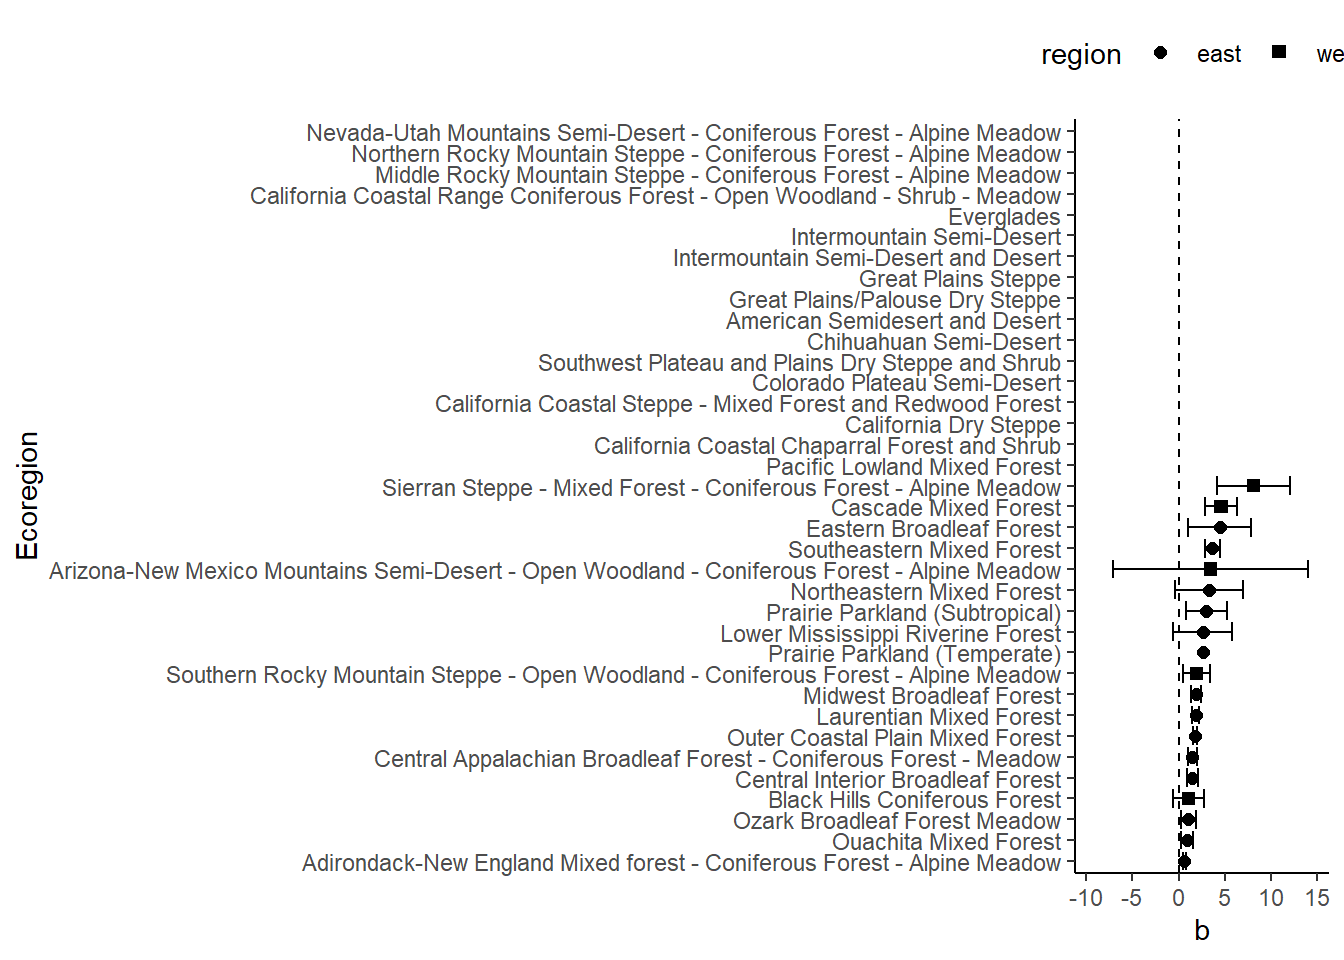 region east we
Nevada-Utah Mountains Semi-Desert - Coniferous Forest - Alpine Meadow
Northern Rocky Mountain Steppe - Coniferous Forest - Alpine Meadow
Middle Rocky Mountain Steppe - Coniferous Forest - Alpine Meadow
California Coastal Range Coniferous Forest - Open Woodland - Shrub - Meadow
Everglades
Intermountain Semi-Desert
Intermountain Semi-Desert and Desert
Great Plains Steppe
Great Plains/Palouse Dry Steppe
American Semidesert and Desert
Chihuahuan Semi-Desert
Southwest Plateau and Plains Dry Steppe and Shrub
Colorado Plateau Semi-Desert
California Coastal Steppe - Mixed Forest and Redwood Forest
California Dry Steppe
California Coastal Chaparral Forest and Shrub
Pacific Lowland Mixed Forest
Sierran Steppe - Mixed Forest - Coniferous Forest - Alpine Meadow
Cascade Mixed Forest
Eastern Broadleaf Forest
Southeastern Mixed Forest
Arizona-New Mexico Mountains Semi-Desert - Open Woodland - Coniferous Forest - Alpine Meadow
Northeastern Mixed Forest
Prairie Parkland (Subtropical)
Lower Mississippi Riverine Forest
Prairie Parkland (Temperate)
Southern Rocky Mountain Steppe - Open Woodland - Coniferous Forest - Alpine Meadow
Midwest Broadleaf Forest
Laurentian Mixed Forest
Outer Coastal Plain Mixed Forest
Central Appalachian Broadleaf Forest - Coniferous Forest - Meadow
Central Interior Broadleaf Forest
Black Hills Coniferous Forest
Ozark Broadleaf Forest Meadow
Ouachita Mixed Forest
Adirondack-New England Mixed forest - Coniferous Forest - Alpine Meadow
Ecoregion
-10 -5 0 5 10 15
b